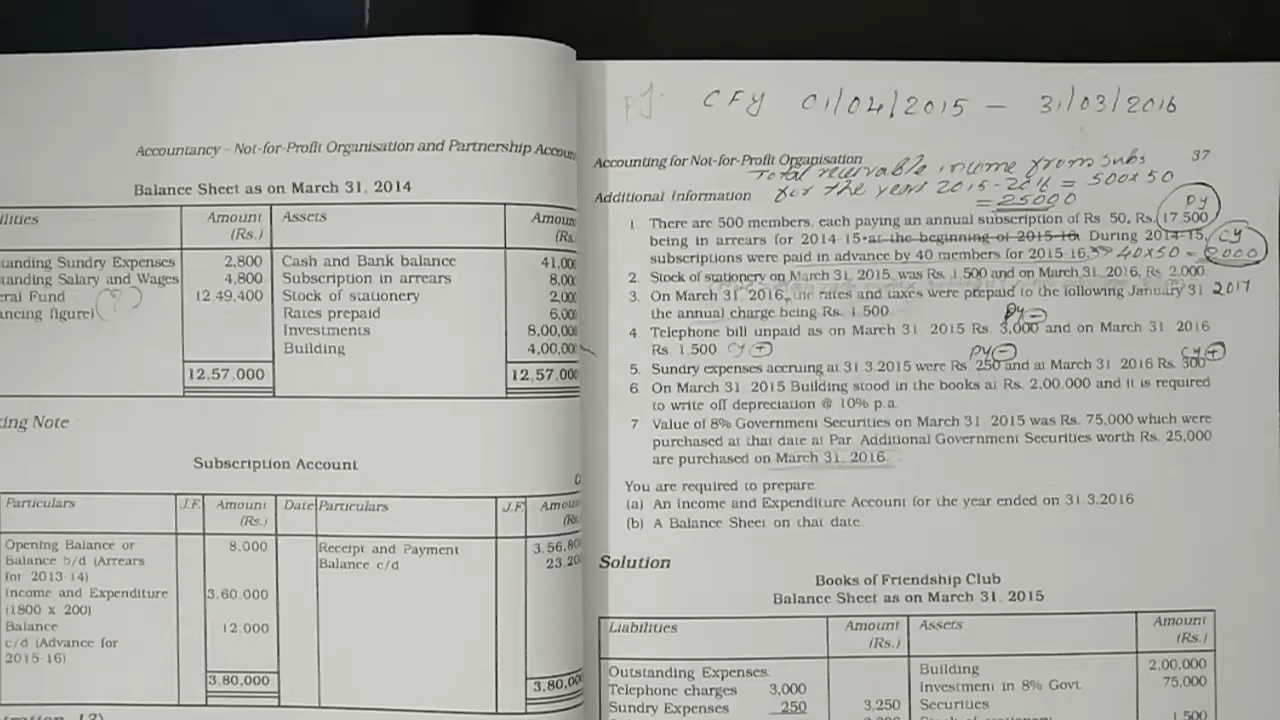 Accountancy – Not-for-Profit Organisation and Partnership
Balance Sheet as on March 31, 2014
Amount Assets Amoun
(Rs.) (Rs
Sundry Expenses 2,800 Cash and Bank balance 41,00
Salary and Wages 4,800 Subscription in arrears 8,00
Fund 12,49,400 Stock of stationery 2,00
figure) (?) Rates prepaid 6,00
Investments 8,00,00
Building 4,00,00
12,57,000 12,57,000
Note
Subscription Account
Particulars J.F. Amount Date Particulars J.F. Amou
(Rs.) (Rs
Opening Balance or 8,000 Receipt and Payment 3,56,80
Balance b/d (Arrears Balance c/d 23,20
for 2013-14)
Income and Expenditure 3,60,000
(1800 x 200)
Balance 12,000
c/d (Advance for
2015-16)
3,80,000 3,80,00
py. CFY 01/04/2015 – 31/03/2016
Accounting for Not-for-Profit Organisation 37
Total receivable income from subs
Additional Information for the year 2015-2016 = 500x50
= 25000
py
1. There are 500 members, each paying an annual subscription of Rs. 50, Rs. 17,500
being in arrears for 2014-15 at the beginning of 2015-16. During 2014-15, cy
subscriptions were paid in advance by 40 members for 2015-16. 40x50 = 2000
2. Stock of stationery on March 31, 2015, was Rs. 1,500 and on March 31, 2016, Rs. 2,000.
3. On March 31, 2016, the rates and taxes were prepaid to the following January 31 2017
the annual charge being Rs. 1,500.
py –
4. Telephone bill unpaid as on March 31, 2015 Rs. 3,000 and on March 31, 2016
Rs. 1,500. cy +
py – cy +
5. Sundry expenses accruing at 31.3.2015 were Rs. 250 and at March 31, 2016 Rs. 300
6. On March 31, 2015 Building stood in the books at Rs. 2,00,000 and it is required
to write off depreciation @ 10% p.a.
7. Value of 8% Government Securities on March 31, 2015 was Rs. 75,000 which were
purchased at that date at Par. Additional Government Securities worth Rs. 25,000
are purchased on March 31, 2016.
You are required to prepare
(a) An Income and Expenditure Account for the year ended on 31.3.2016
(b) A Balance Sheet on that date.
Solution
Books of Friendship Club
Balance Sheet as on March 31, 2015
Liabilities Amount Assets Amount
(Rs.) (Rs.)
Outstanding Expenses: Building 2,00,000
Telephone charges 3,000 Investment in 8% Govt. 75,000
Sundry Expenses 250 3,250 Securities
1,500